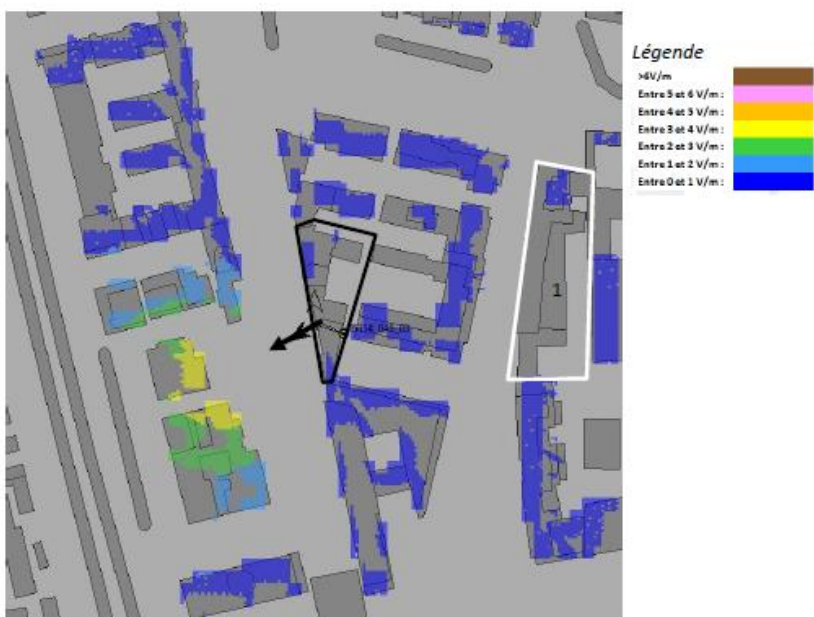 Légende
>6V/m
Entre 5 et 6 V/m :
Entre 4 et 5 V/m :
Entre 3 et 4 V/m :
Entre 2 et 3 V/m :
Entre 1 et 2 V/m :
Entre 0 et 1 V/m :
1